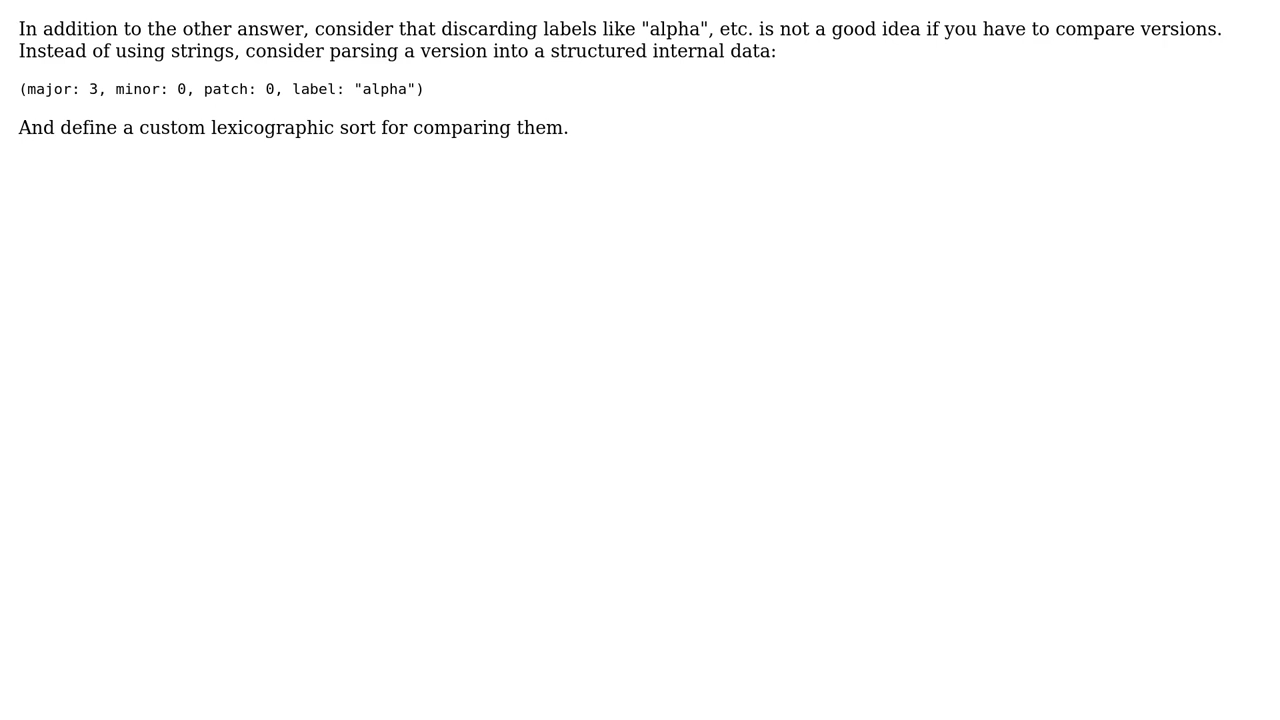 In addition to the other answer, consider that discarding labels like "alpha", etc. is not a good idea if you have to compare versions.
Instead of using strings, consider parsing a version into a structured internal data:
(major: 3, minor: 0, patch: 0, label: "alpha")
And define a custom lexicographic sort for comparing them.